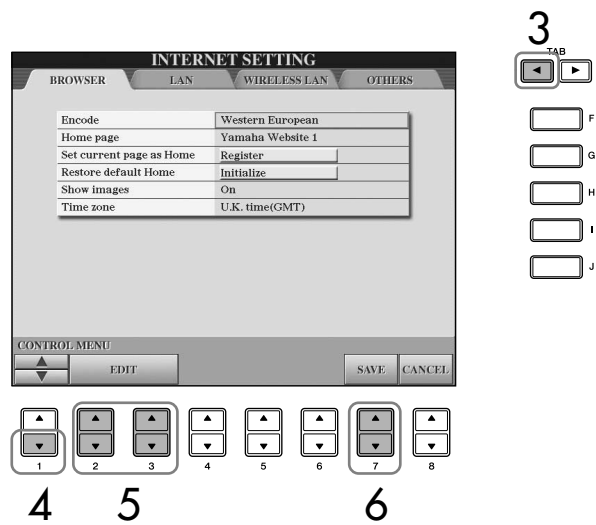 3
TAB
INTERNET SETTING
BROWSER LAN WIRELESS LAN OTHERS
Encode Western European
Home page Yamaha Website 1
Set current page as Home Register
Restore default Home Initialize
Show images On
Time zone U.K. time(GMT)
F
G
H
I
J
CONTROL MENU
EDIT SAVE CANCEL
1 2 3 4 5 6 7 8
4 5 6